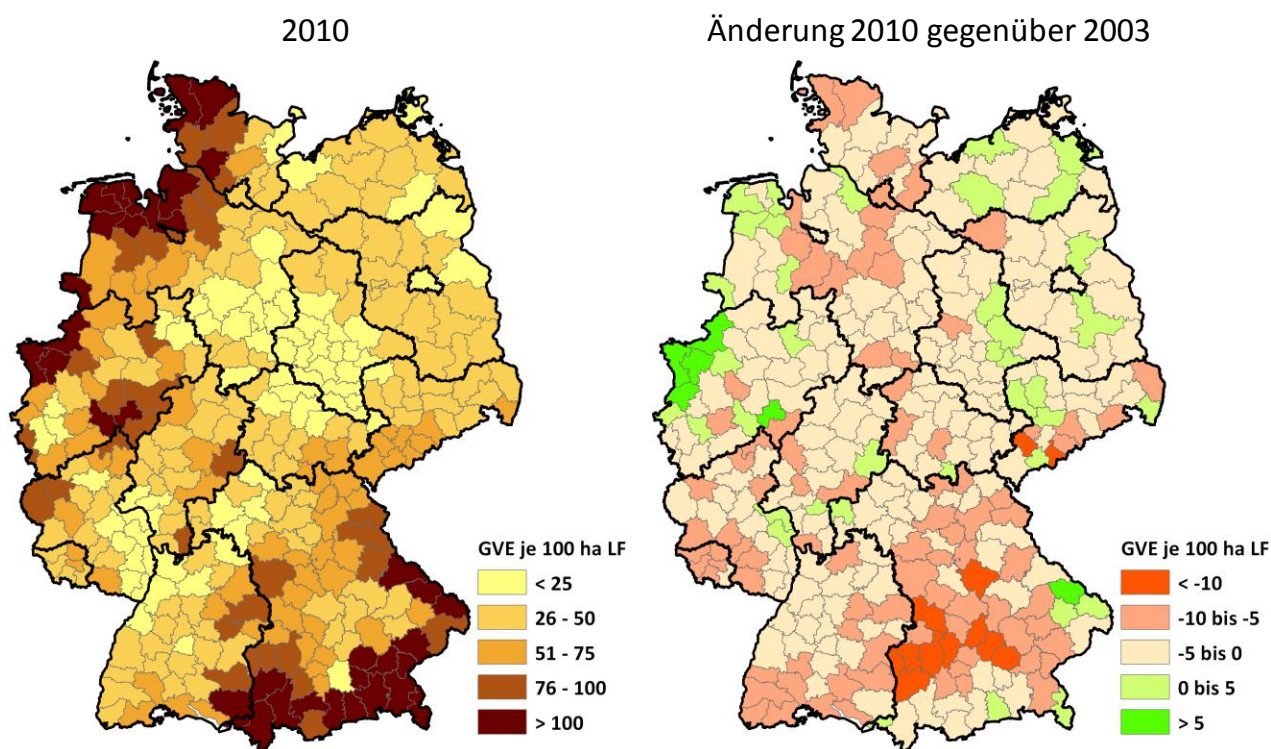 2010
Änderung 2010 gegenüber 2003
GVE je 100 ha LF
< 25
26 - 50
51 - 75
76 - 100
> 100
GVE je 100 ha LF
< -10
-10 bis -5
-5 bis 0
0 bis 5
> 5